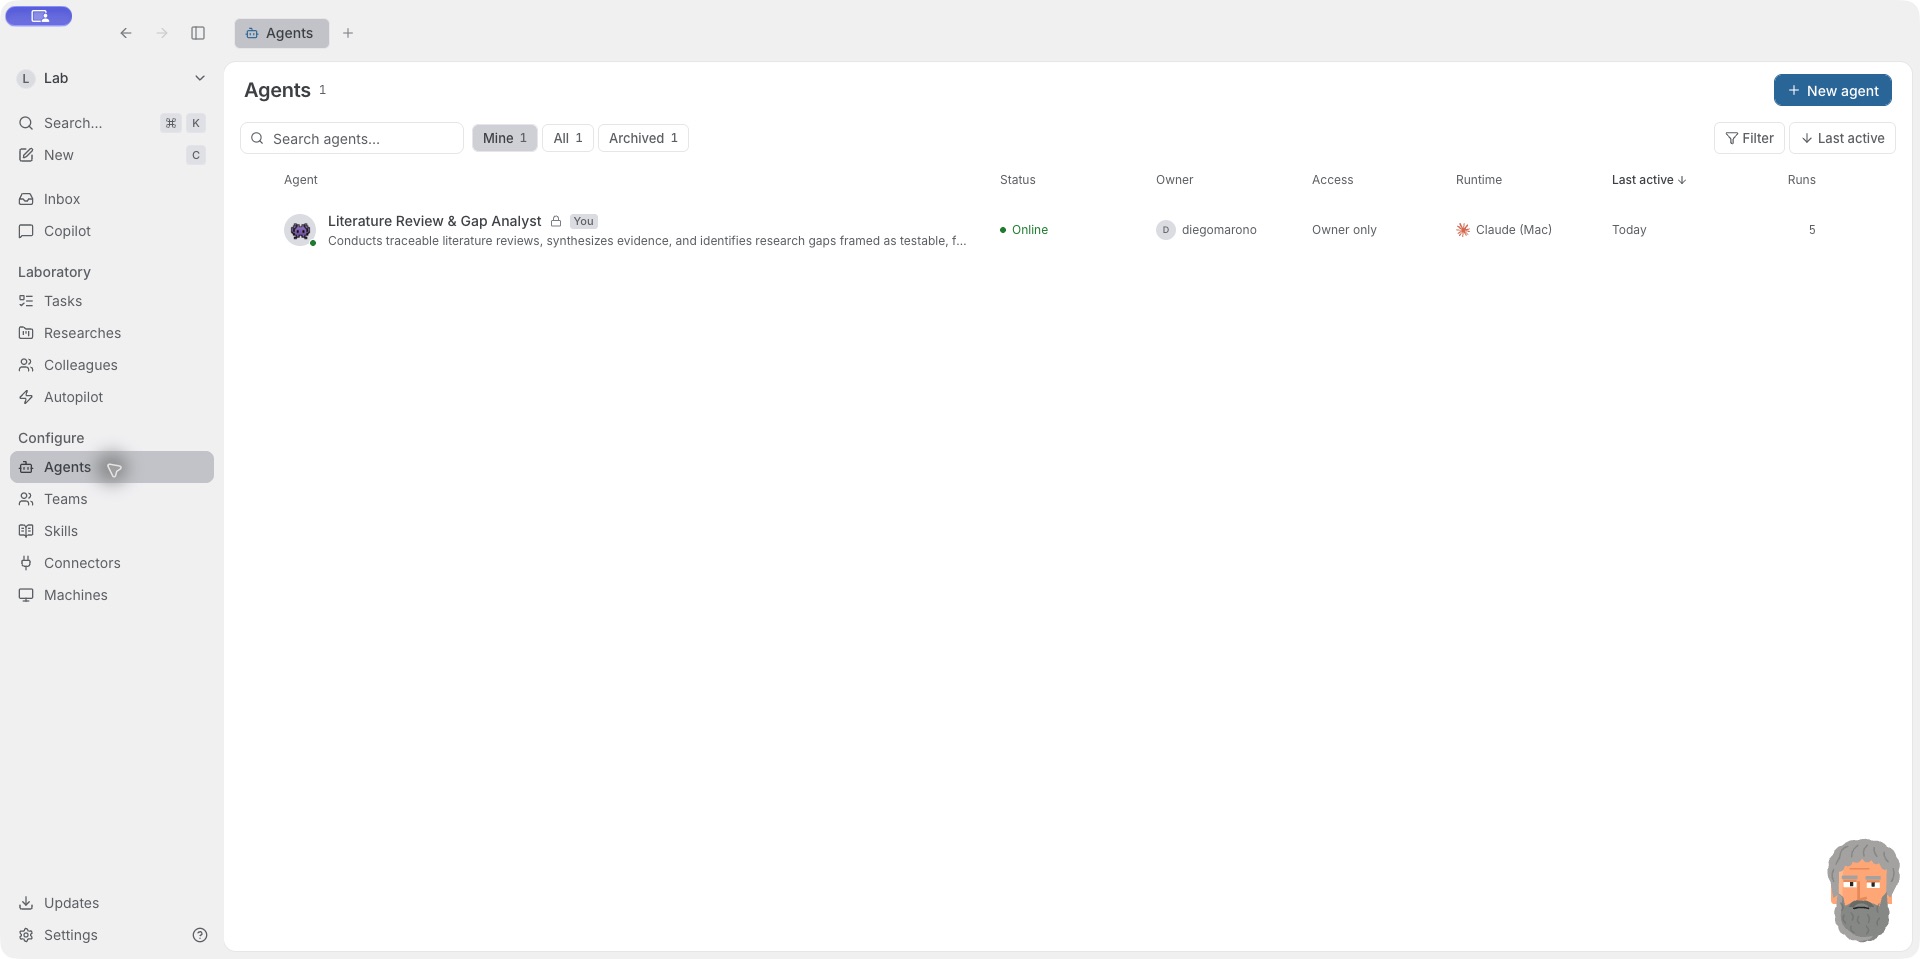 Agents
L Lab
Search... ⌘ K
New C
Inbox
Copilot
Laboratory
Tasks
Researches
Colleagues
Autopilot
Configure
Agents
Teams
Skills
Connectors
Machines
Updates
Settings
Agents 1
New agent
Search agents...
Mine 1 All 1 Archived 1
Filter Last active
Agent Status Owner Access Runtime Last active Runs
Literature Review & Gap Analyst You
Conducts traceable literature reviews, synthesizes evidence, and identifies research gaps framed as testable, f...
Online D diegomarono Owner only Claude (Mac) Today 5